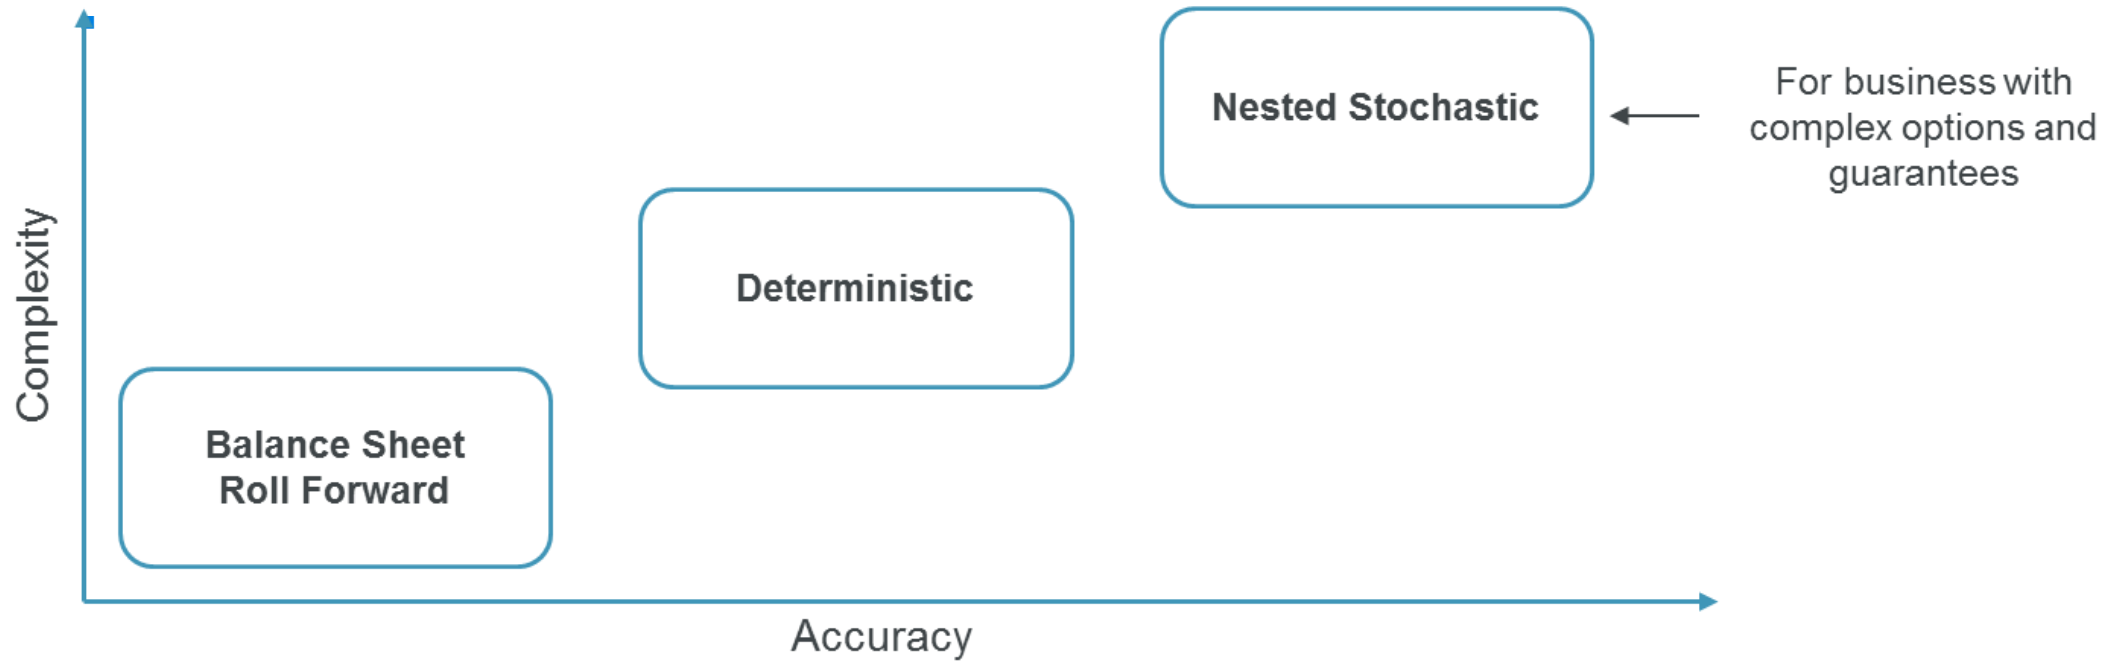 Nested Stochastic
For business with
complex options and
guarantees
Deterministic
Complexity
Balance Sheet
Roll Forward
Accuracy